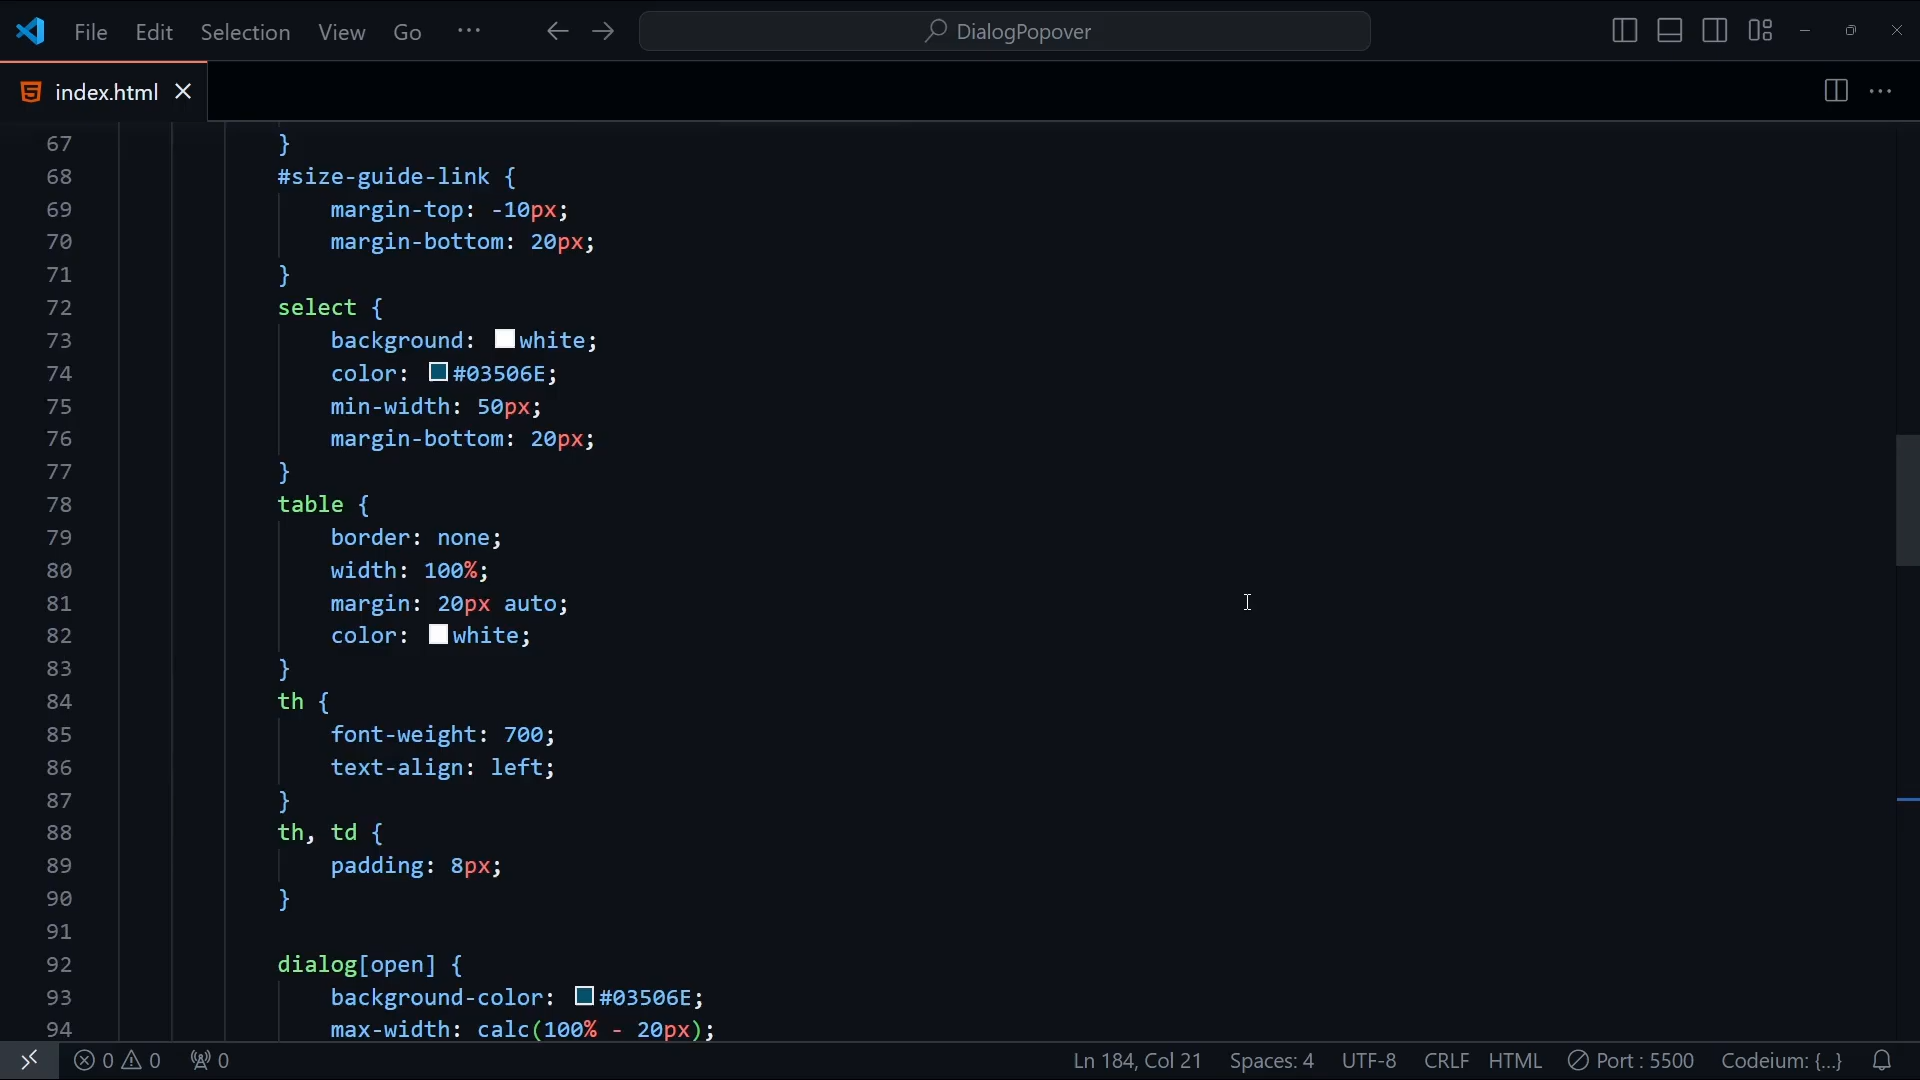 File Edit Selection View Go ··· DialogPopover
index.html
67 }
68 #size-guide-link {
69 margin-top: -10px;
70 margin-bottom: 20px;
71 }
72 select {
73 background: white;
74 color: #03506E;
75 min-width: 50px;
76 margin-bottom: 20px;
77 }
78 table {
79 border: none;
80 width: 100%;
81 margin: 20px auto;
82 color: white;
83 }
84 th {
85 font-weight: 700;
86 text-align: left;
87 }
88 th, td {
89 padding: 8px;
90 }
91
92 dialog[open] {
93 background-color: #03506E;
94 max-width: calc(100% - 20px);
0 0 0 Ln 184, Col 21 Spaces: 4 UTF-8 CRLF HTML Port : 5500 Codeium: {...}